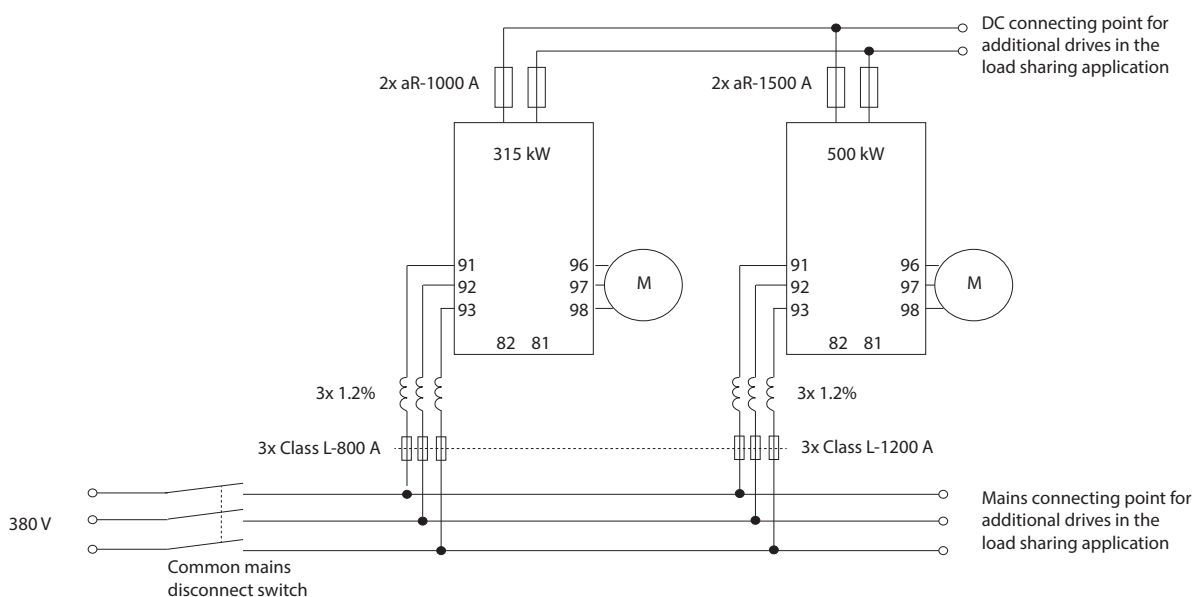 DC connecting point for
additional drives in the
load sharing application
2x aR-1000 A
2x aR-1500 A
315 kW
500 kW
91
92
93
96
97
98
M
82 81
91
92
93
96
97
98
M
82 81
3x 1.2%
3x 1.2%
3x Class L-800 A
3x Class L-1200 A
380 V
Common mains
disconnect switch
Mains connecting point for
additional drives in the
load sharing application